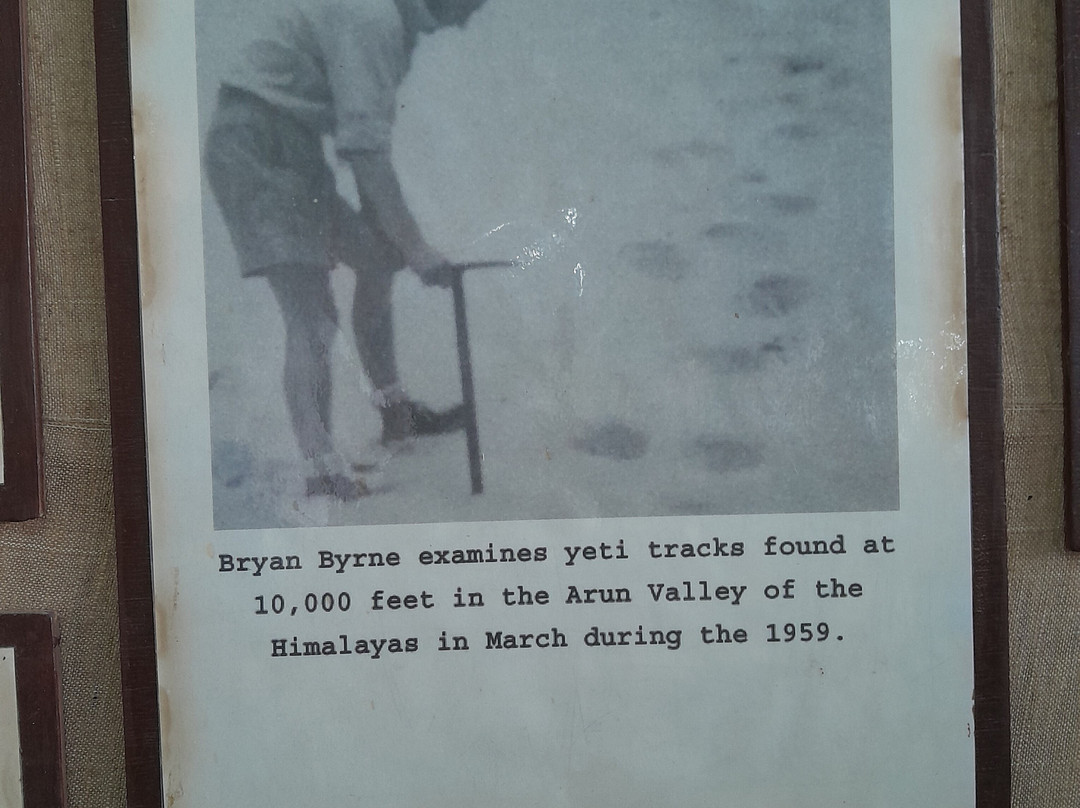 Bryan Byrne examines yeti tracks found at
10,000 feet in the Arun Valley of the
Himalayas in March during the 1959.